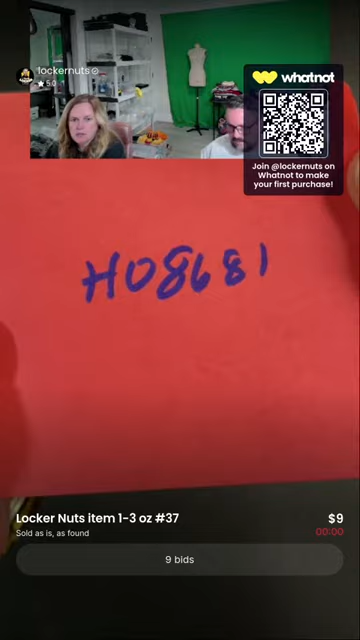 lockernuts
★ 5.0
whatnot
Join @lockernuts on
Whatnot to make
your first purchase!
H08681
Locker Nuts item 1-3 oz #37
$9
Sold as is, as found
00:00
9 bids